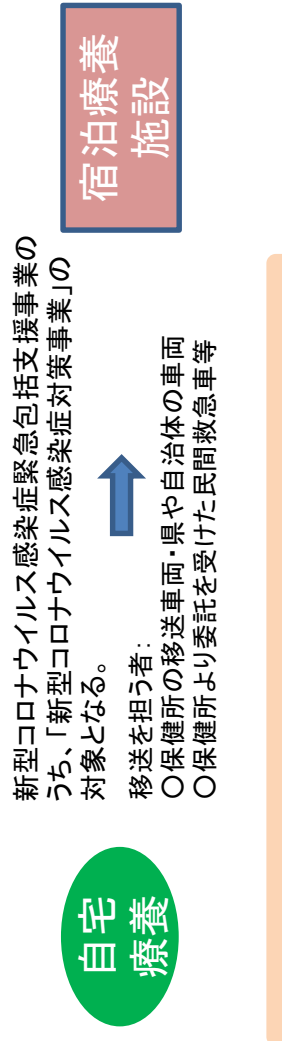 新型コロナウイルス感染症緊急包括支援事業の
うち、「新型コロナウイルス感染症対策事業」の
対象となる。
自宅
療養
宿泊療養
施設
移送を担う者：
○保健所の移送車両・県や自治体の車両
○保健所より委託を受けた民間救急車等